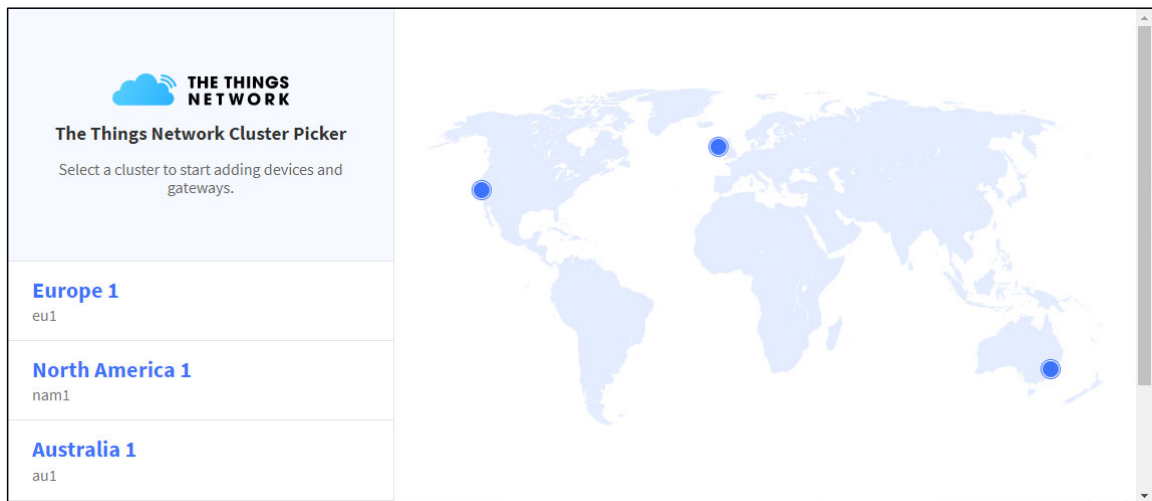 THE THINGS
NETWORK
The Things Network Cluster Picker
Select a cluster to start adding devices and
gateways.
Europe 1
eu1
North America 1
nam1
Australia 1
au1